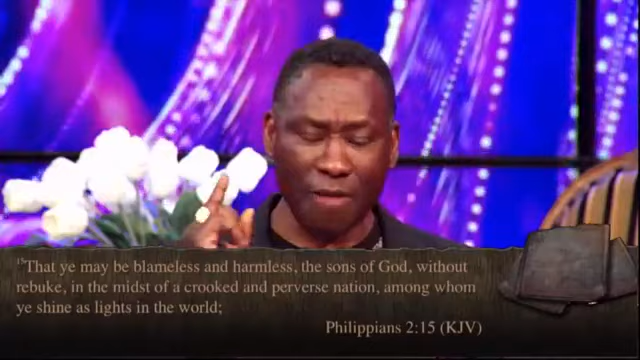 ¹⁵That ye may be blameless and harmless, the sons of God, without
rebuke, in the midst of a crooked and perverse nation, among whom
ye shine as lights in the world;
Philippians 2:15 (KJV)